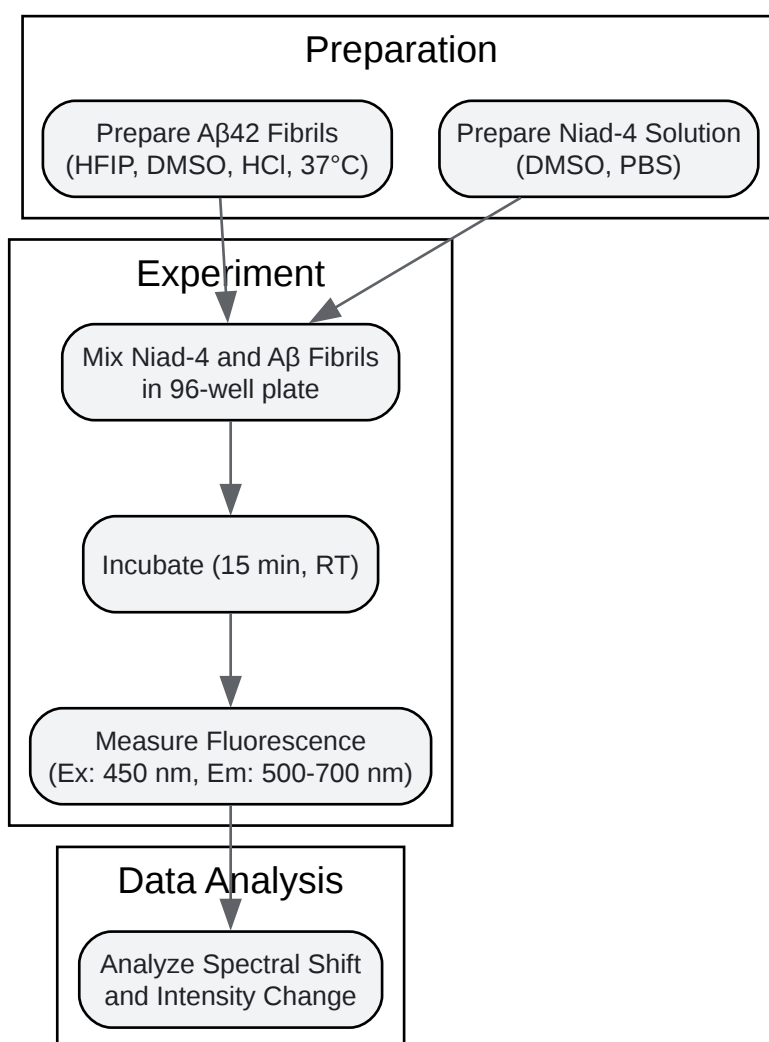 Preparation
Prepare Aβ42 Fibrils
(HFIP, DMSO, HCl, 37°C)
Prepare Niad-4 Solution
(DMSO, PBS)
Experiment
Mix Niad-4 and Aβ Fibrils
in 96-well plate
Incubate (15 min, RT)
Measure Fluorescence
(Ex: 450 nm, Em: 500-700 nm)
Data Analysis
Analyze Spectral Shift
and Intensity Change